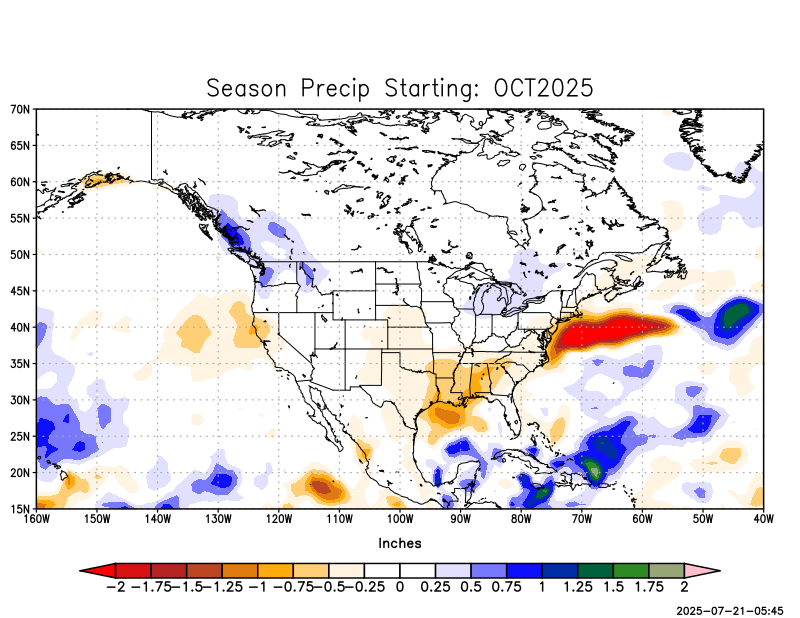 Season Precip Starting: OCT2025
70N
65N
60N
55N
50N
45N
40N
35N
30N
25N
20N
15N
160W 150W 140W 130W 120W 110W 100W 90W 80W 70W 60W 50W 40W
Inches
-2 -1.75 -1.5 -1.25 -1 -0.75 -0.5 -0.25 0 0.25 0.5 0.75 1 1.25 1.5 1.75 2
2025-07-21-05:45